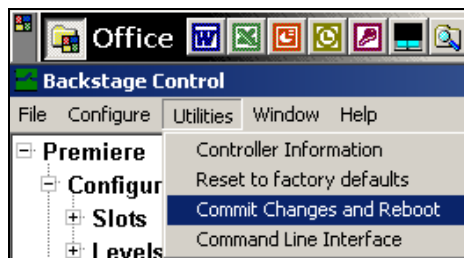 Office
Backstage Control
File Configure Utilities Window Help
Premiere
Controller Information
Configur
Reset to factory defaults
Slots
Commit Changes and Reboot
Levels
Command Line Interface